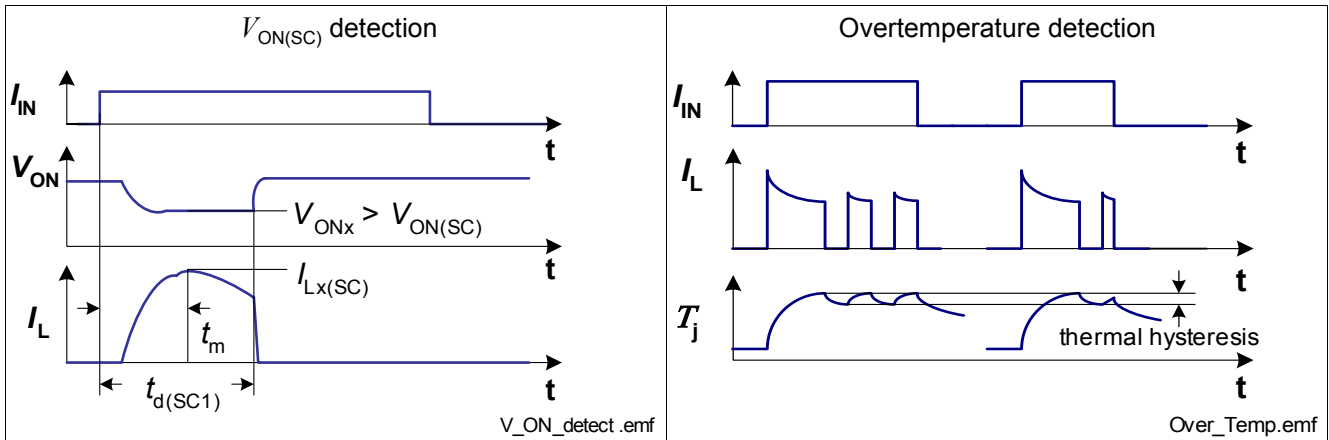 V_ON(SC) detection
I_IN
t
V_ON
V_ONx > V_ON(SC)
t
I_Lx(SC)
I_L
t_m
t
t_d(SC1)
V_ON_detect .emf
Overtemperature detection
I_IN
t
I_L
t
T_j
thermal hysteresis
t
Over_Temp.emf